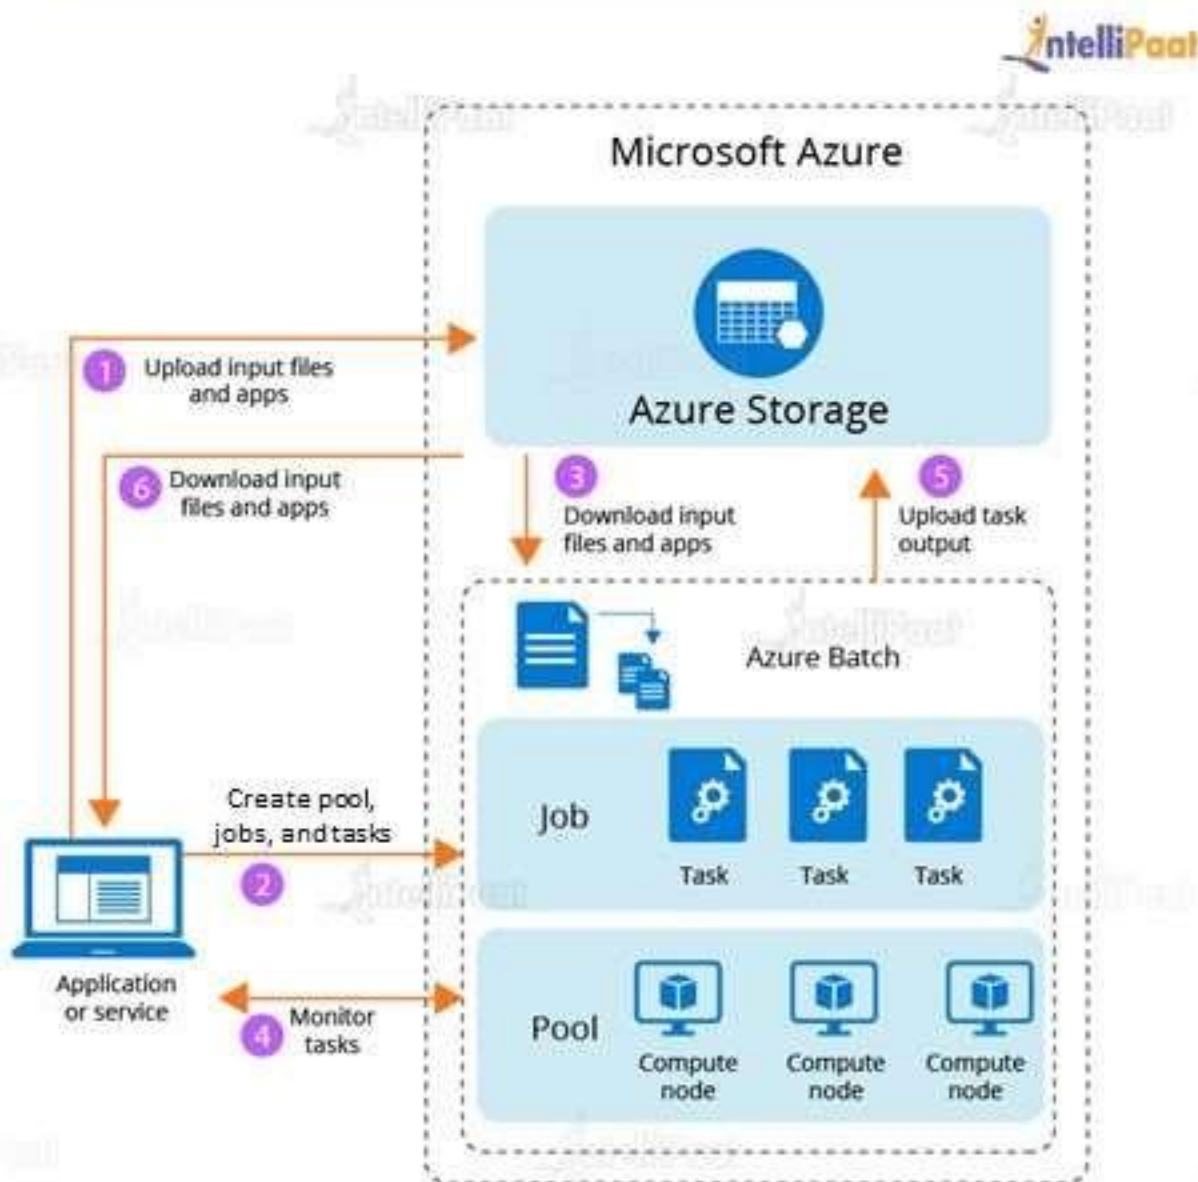 IntelliPaat
Microsoft Azure
Azure Storage
1
Upload input files
and apps
6
Download input
files and apps
3
Download input
files and apps
5
Upload task
output
Azure Batch
Create pool,
jobs, and tasks
2
Job
Task
Task
Task
Application
or service
4
Monitor
tasks
Pool
Compute
node
Compute
node
Compute
node